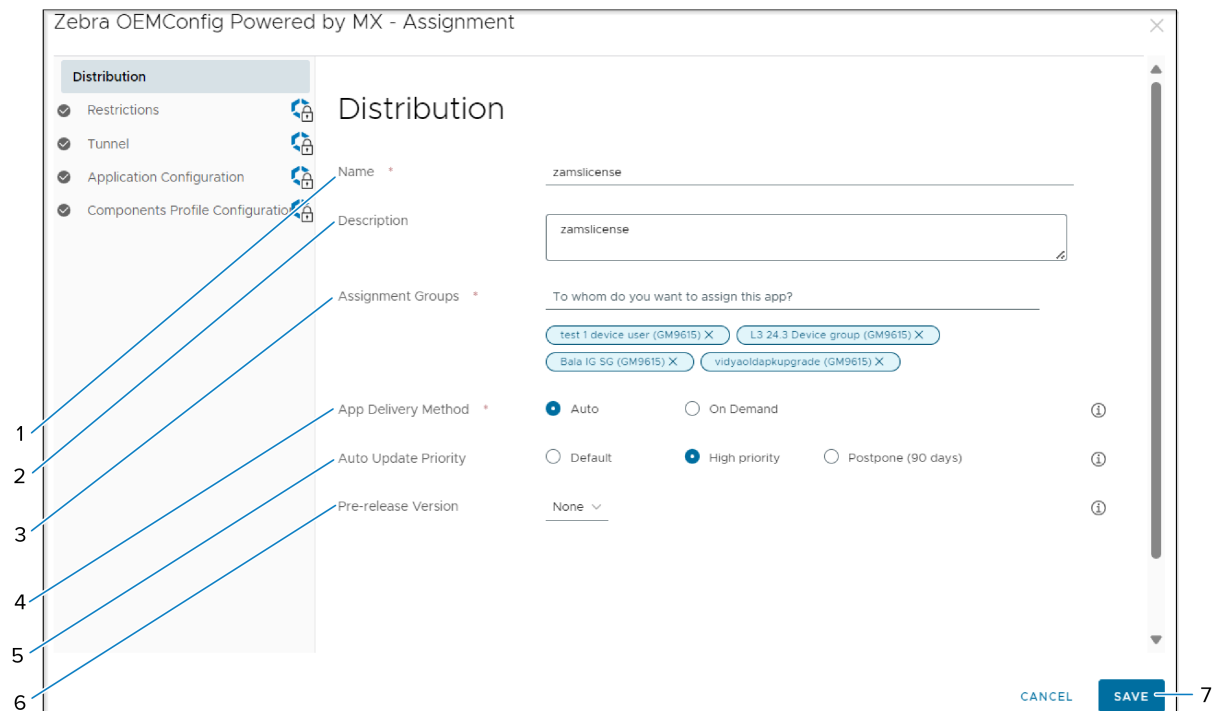 Zebra OEMConfig Powered by MX - Assignment
Distribution
Restrictions
Tunnel
Application Configuration
Components Profile Configuratio
Distribution
Name * zamslicense
Description zamslicense
Assignment Groups * To whom do you want to assign this app?
test 1 device user (GM9615) X L3 24.3 Device group (GM9615) X
Bala IG SG (GM9615) X vidyaoldapkupgrade (GM9615) X
App Delivery Method * Auto On Demand
Auto Update Priority Default High priority Postpone (90 days)
Pre-release Version None
1
2
3
4
5
6
CANCEL SAVE 7